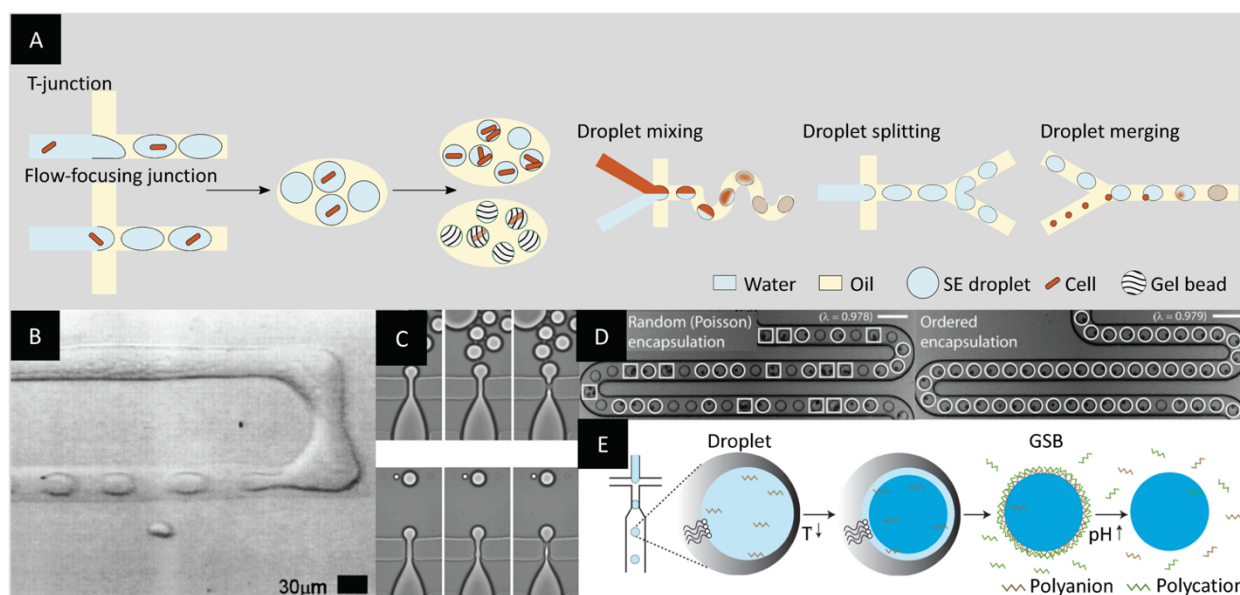 A
T-junction
Flow-focusing junction
Droplet mixing
Droplet splitting
Droplet merging
Water
Oil
SE droplet
Cell
Gel bead
B
30μm
C
D
Random (Poisson)
encapsulation
(λ = 0.978)
Ordered
encapsulation
(λ = 0.979)
E
Droplet
T↓
GSB
pH↑
Polyanion
Polycation